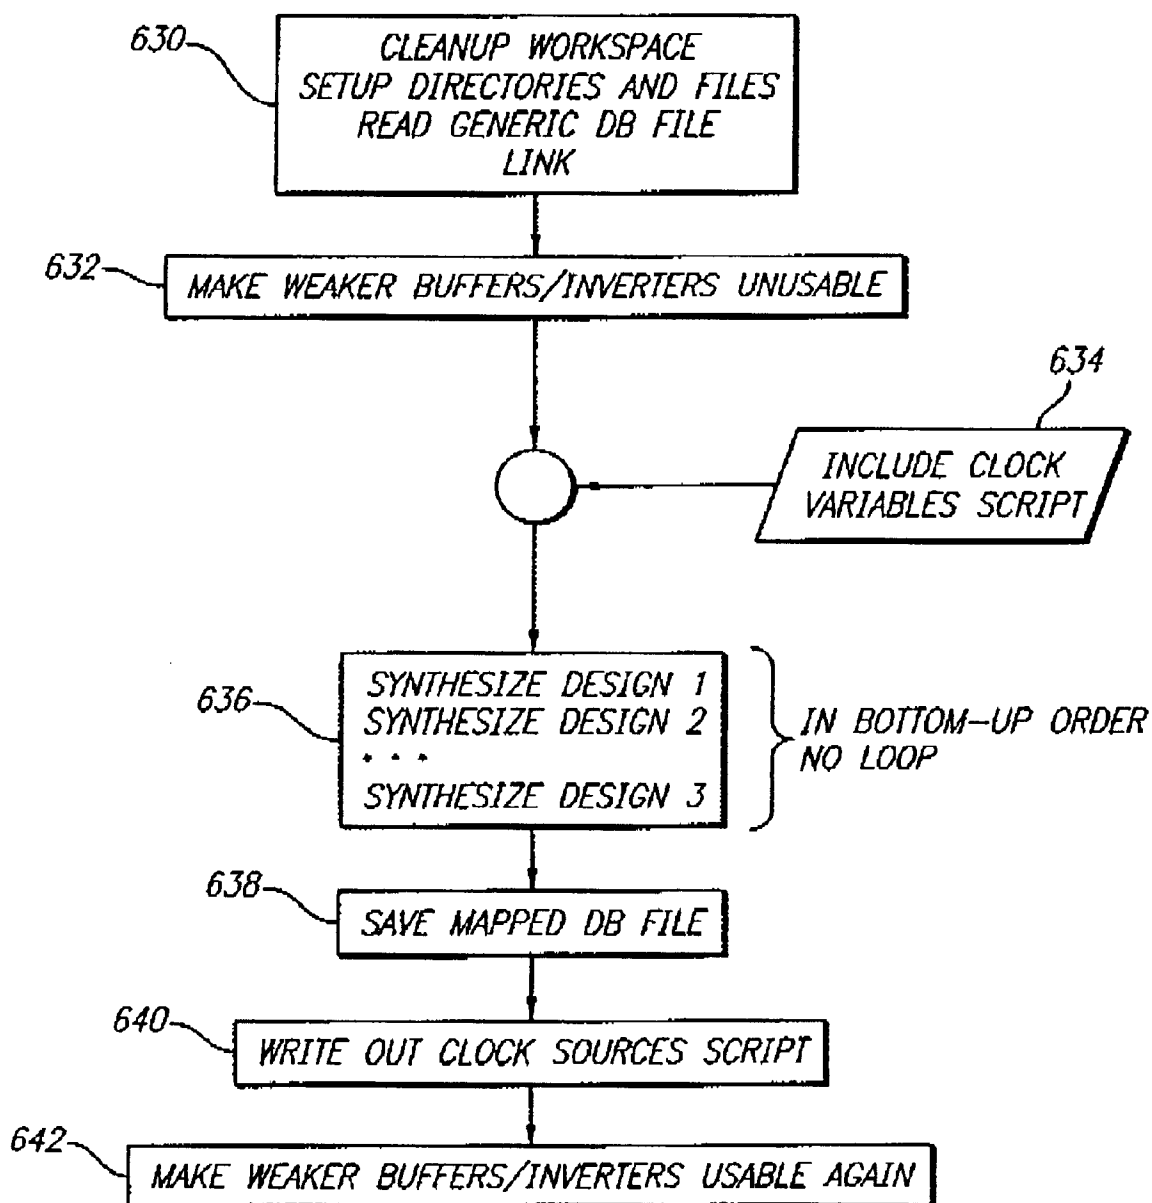 630
CLEANUP WORKSPACE
SETUP DIRECTORIES AND FILES
READ GENERIC DB FILE
LINK
632
MAKE WEAKER BUFFERS/INVERTERS UNUSABLE
634
INCLUDE CLOCK
VARIABLES SCRIPT
636
SYNTHESIZE DESIGN 1
SYNTHESIZE DESIGN 2
. . .
SYNTHESIZE DESIGN 3
IN BOTTOM-UP ORDER
NO LOOP
638
SAVE MAPPED DB FILE
640
WRITE OUT CLOCK SOURCES SCRIPT
642
MAKE WEAKER BUFFERS/INVERTERS USABLE AGAIN